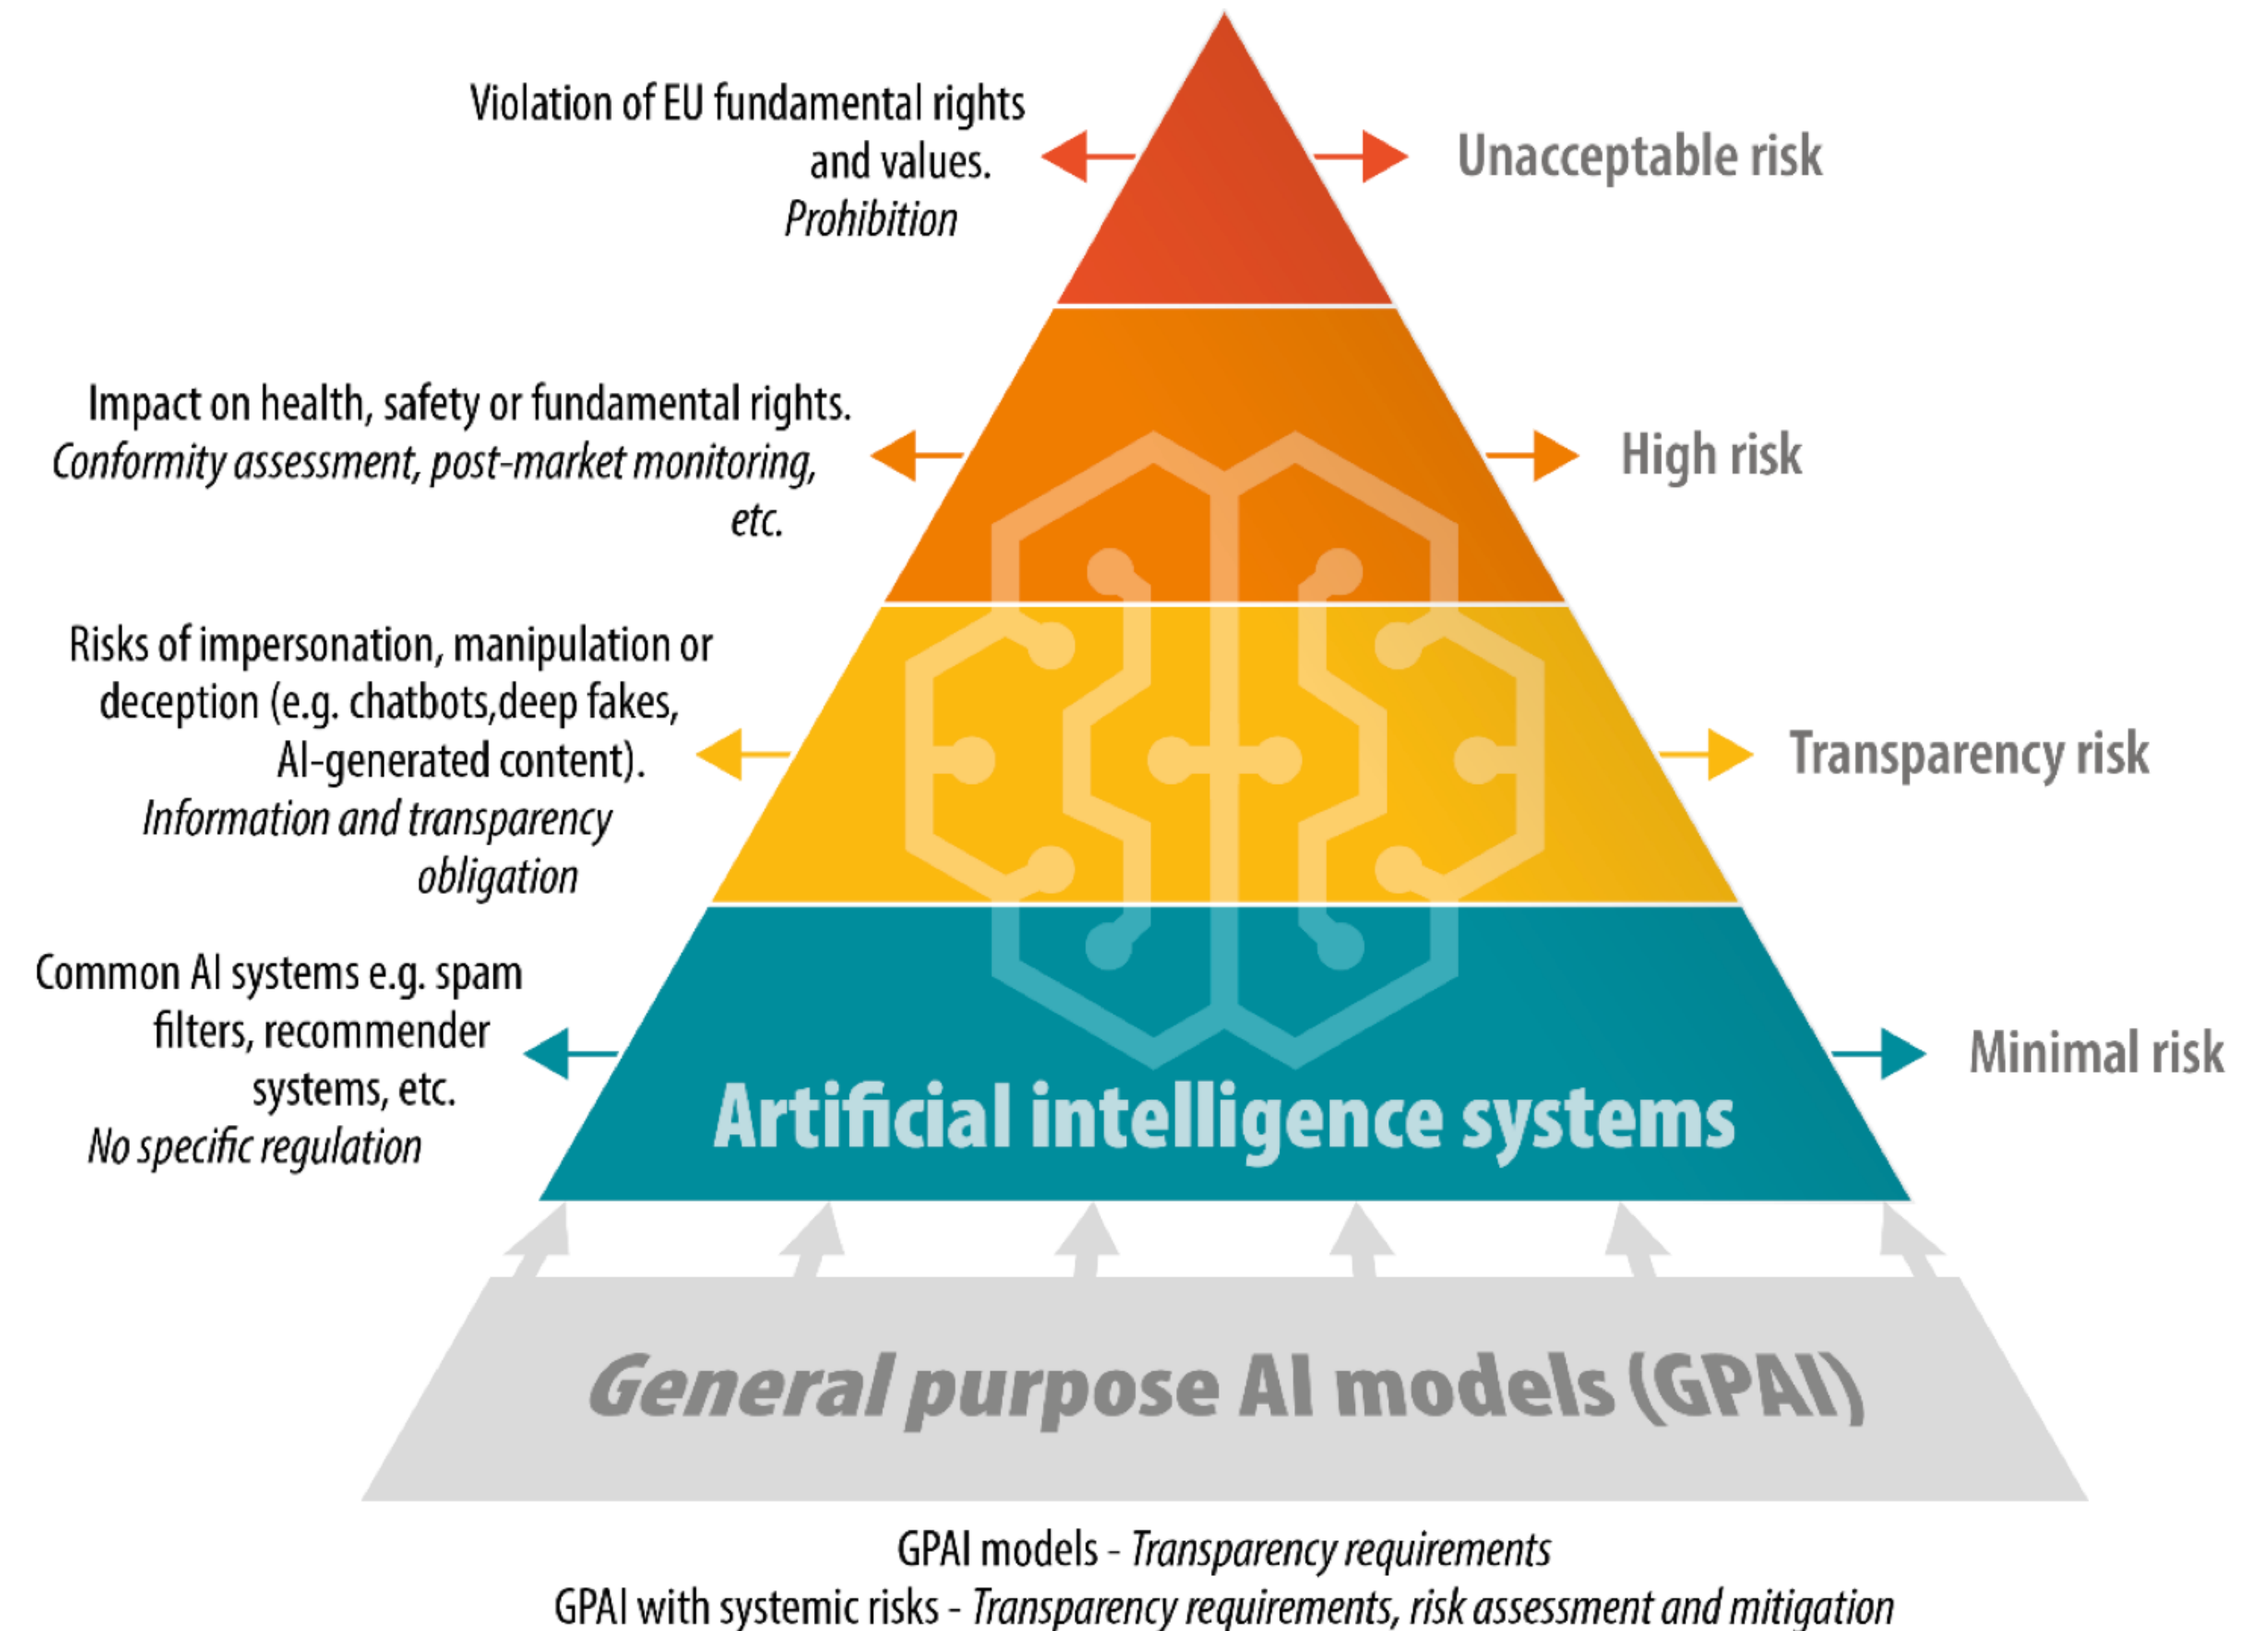 Violation of EU fundamental rights
and values.
Prohibition
Unacceptable risk
Impact on health, safety or fundamental rights.
Conformity assessment, post-market monitoring,
etc.
High risk
Risks of impersonation, manipulation or
deception (e.g. chatbots,deep fakes,
AI-generated content).
Information and transparency
obligation
Transparency risk
Common AI systems e.g. spam
filters, recommender
systems, etc.
No specific regulation
Minimal risk
Artificial intelligence systems
General purpose AI models (GPAI)
GPAI models - Transparency requirements
GPAI with systemic risks - Transparency requirements, risk assessment and mitigation